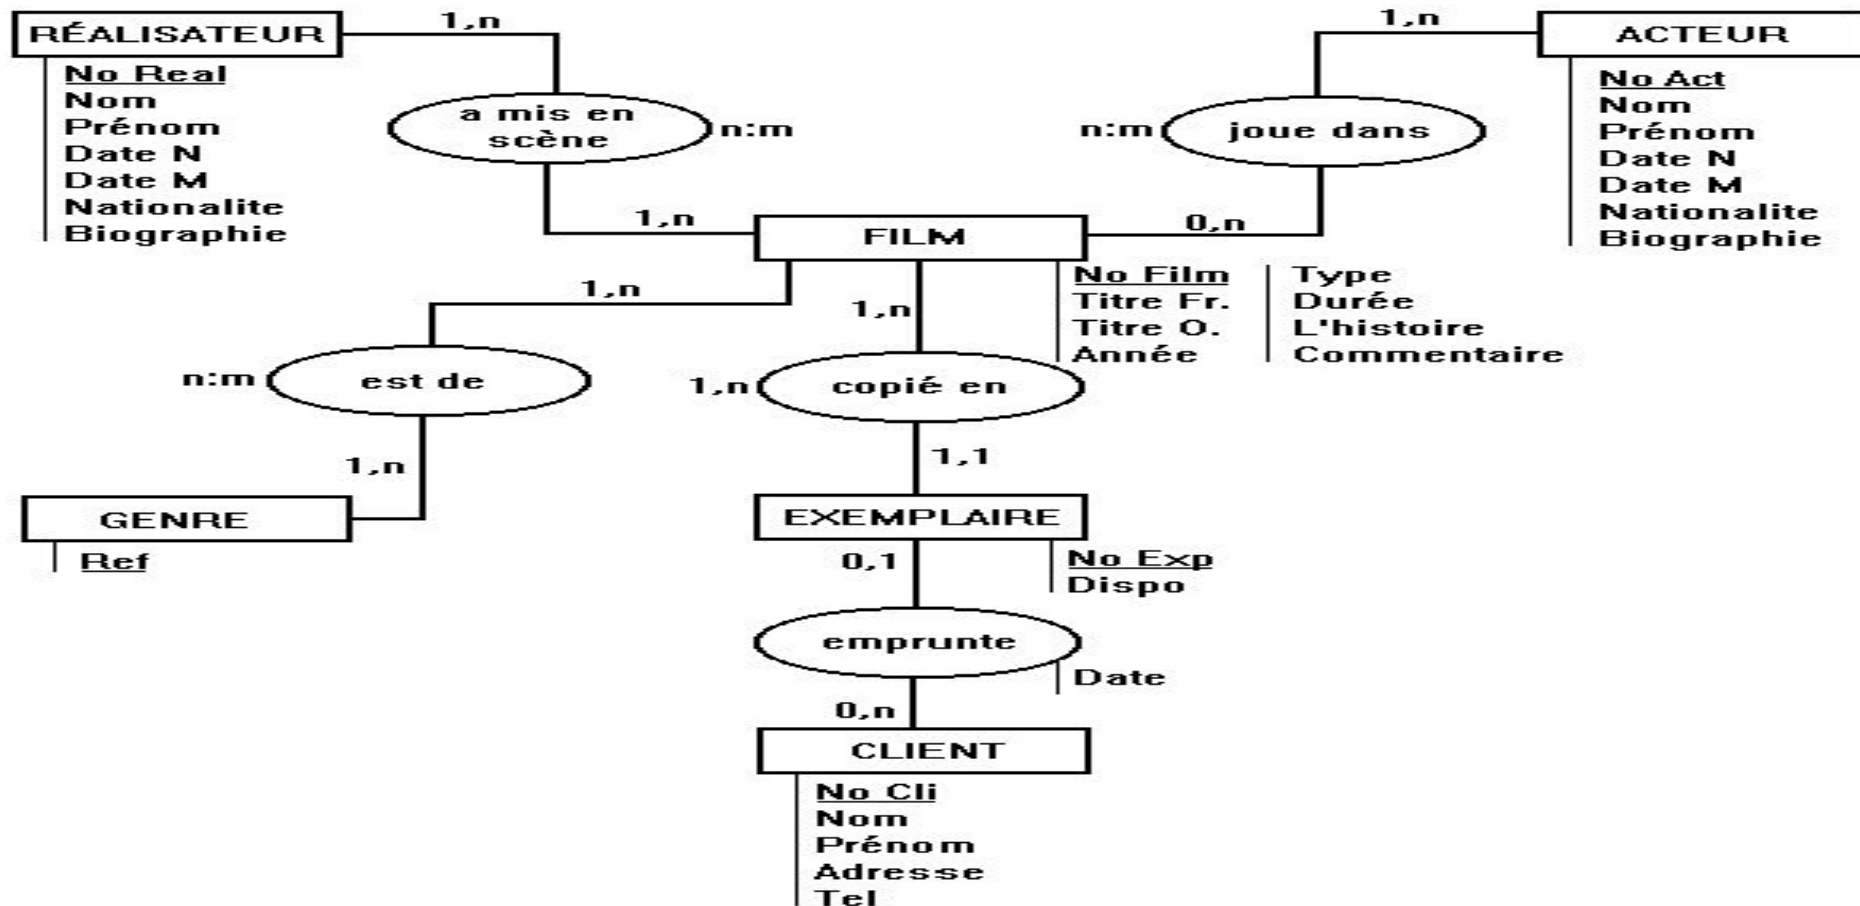 1,n
RÉALISATEUR
No Real
Nom
Prénom
Date N
Date M
Nationalite
Biographie
a mis en
scène
n:m
1,n
1,n
ACTEUR
No Act
Nom
Prénom
Date N
Date M
Nationalite
Biographie
n:m
joue dans
0,n
FILM
No Film
Titre Fr.
Titre O.
Année
Type
Durée
L'histoire
Commentaire
1,n
n:m
est de
1,n
GENRE
Ref
1,n
1,n
copié en
1,1
EXEMPLAIRE
No Exp
Dispo
0,1
emprunte
Date
0,n
CLIENT
No Cli
Nom
Prénom
Adresse
Tel